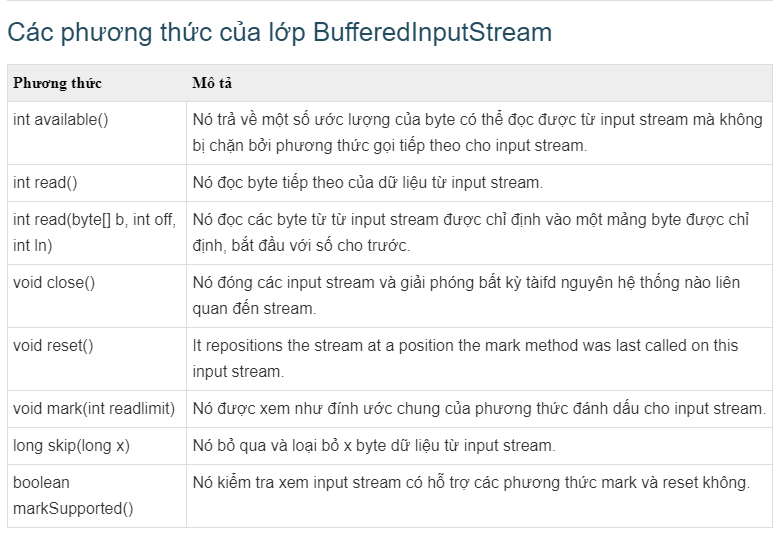 Các phương thức của lớp BufferedInputStream
Phương thức Mô tả
int available() Nó trả về một số ước lượng của byte có thể đọc được từ input stream mà không
bị chặn bởi phương thức gọi tiếp theo cho input stream.
int read() Nó đọc byte tiếp theo của dữ liệu từ input stream.
int read(byte[] b, int off, Nó đọc các byte từ từ input stream được chỉ định vào một mảng byte được chỉ
int ln) định, bắt đầu với số cho trước.
void close() Nó đóng các input stream và giải phóng bất kỳ tàifd nguyên hệ thống nào liên
quan đến stream.
void reset() It repositions the stream at a position the mark method was last called on this
input stream.
void mark(int readlimit) Nó được xem như đính ước chung của phương thức đánh dấu cho input stream.
long skip(long x) Nó bỏ qua và loại bỏ x byte dữ liệu từ input stream.
boolean Nó kiểm tra xem input stream có hỗ trợ các phương thức mark và reset không.
markSupported()